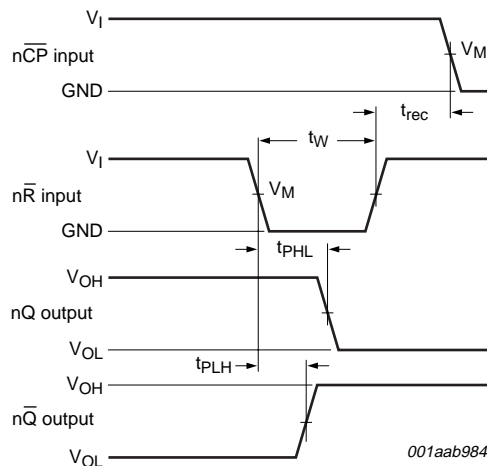 V_I
nC̅P̅ input
V_M
GND
t_rec
t_W
V_I
nR̅ input
V_M
GND
t_PHL
V_OH
nQ output
V_OL
t_PLH
V_OH
nQ̅ output
V_OL
001aab984